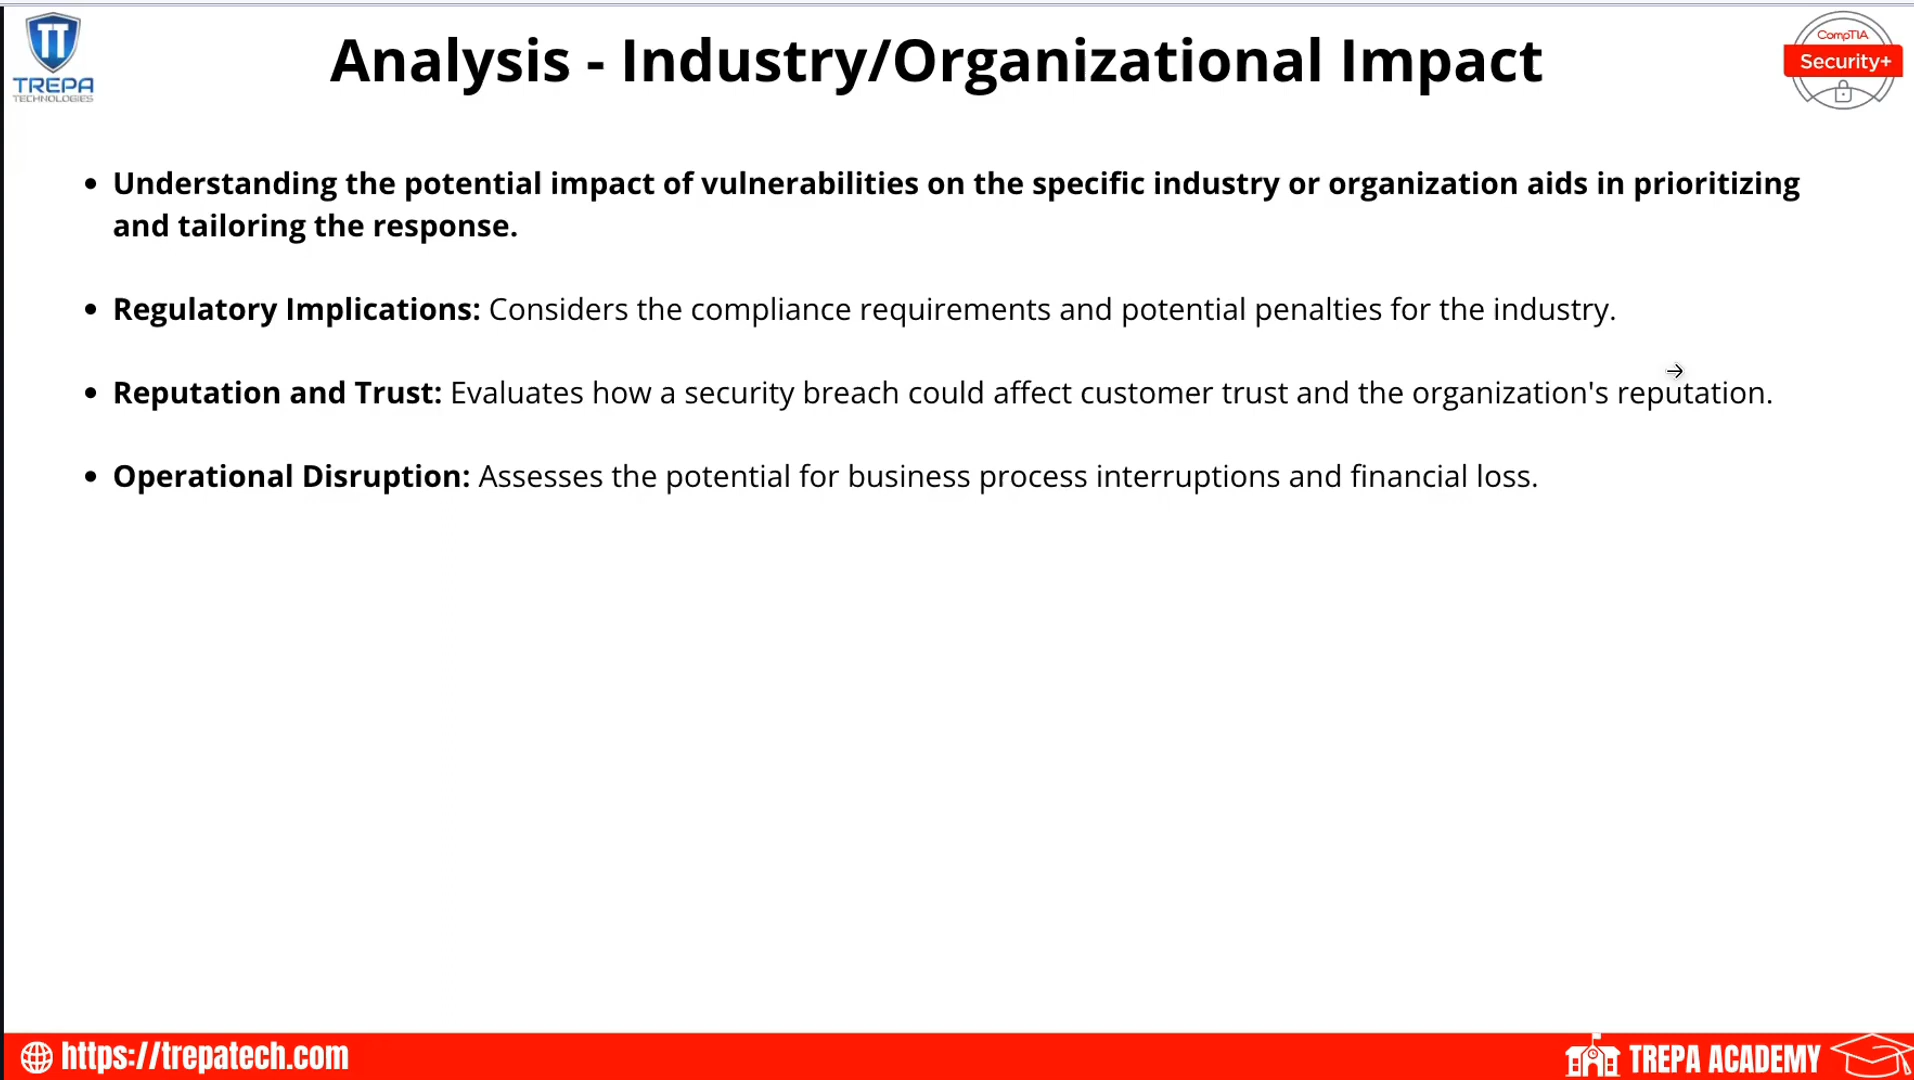 TT
TREPA
TECHNOLOGIES
Analysis - Industry/Organizational Impact
CompTIA
Security+
• Understanding the potential impact of vulnerabilities on the specific industry or organization aids in prioritizing
and tailoring the response.
• Regulatory Implications: Considers the compliance requirements and potential penalties for the industry.
• Reputation and Trust: Evaluates how a security breach could affect customer trust and the organization's reputation.
• Operational Disruption: Assesses the potential for business process interruptions and financial loss.
https://trepatech.com
TREPA ACADEMY